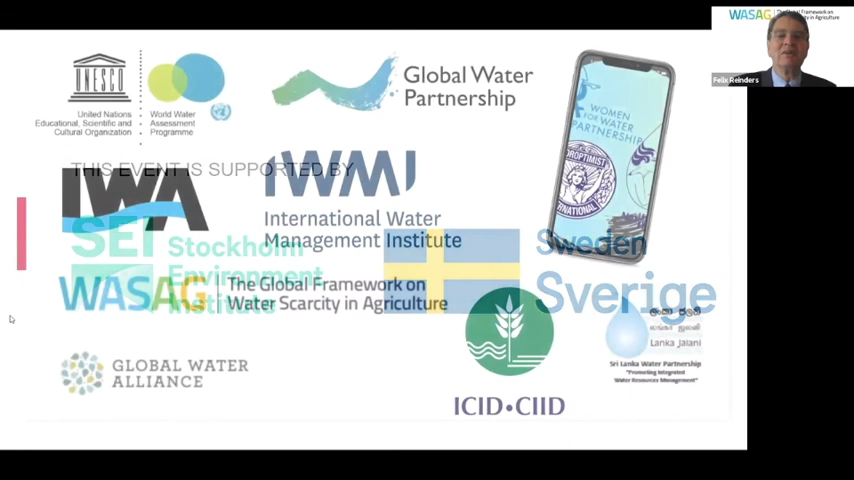 WASAG
The Global Framework on
Water Scarcity in Agriculture
Felix Reinders
UNESCO
United Nations
Educational, Scientific and
Cultural Organization
World Water
Assessment
Programme
Global Water
Partnership
WOMEN
FOR WATER
PARTNERSHIP
THIS EVENT IS SUPPORTED BY
IWA
IWMI
International Water
Management Institute
SEI
Stockholm
Environment
Institute
Sweden
Sverige
WASAG
The Global Framework on
Water Scarcity in Agriculture
GLOBAL WATER
ALLIANCE
ICID•CIID
ලංකා ජලනි
Lanka Jalani
Sri Lanka Water Partnership
"Promoting Integrated
Water Resources Management"